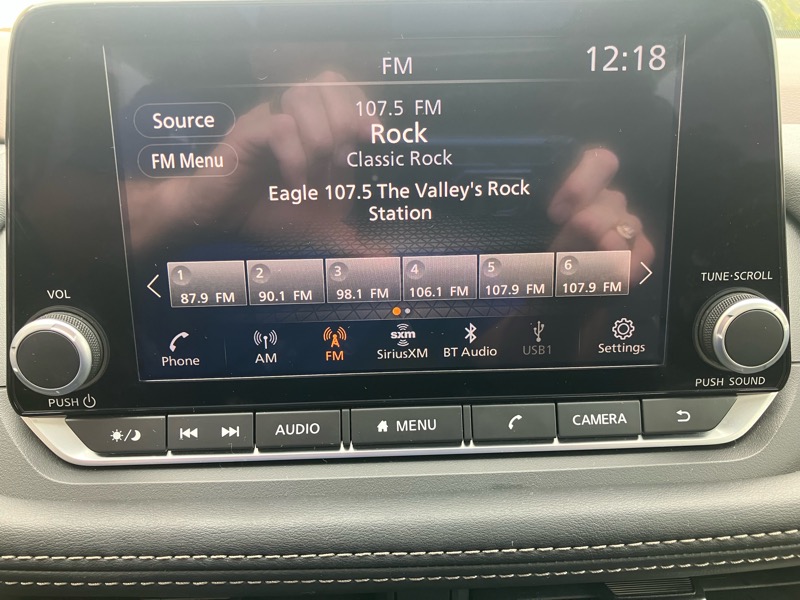 FM
12:18
Source
107.5 FM
Rock
FM Menu
Classic Rock
Eagle 107.5 The Valley's Rock
Station
1 2 3 4 5 6
87.9 FM 90.1 FM 98.1 FM 106.1 FM 107.9 FM 107.9 FM
VOL
TUNE·SCROLL
Phone AM FM SiriusXM BT Audio USB1 Settings
sxm
PUSH
PUSH SOUND
AUDIO MENU CAMERA